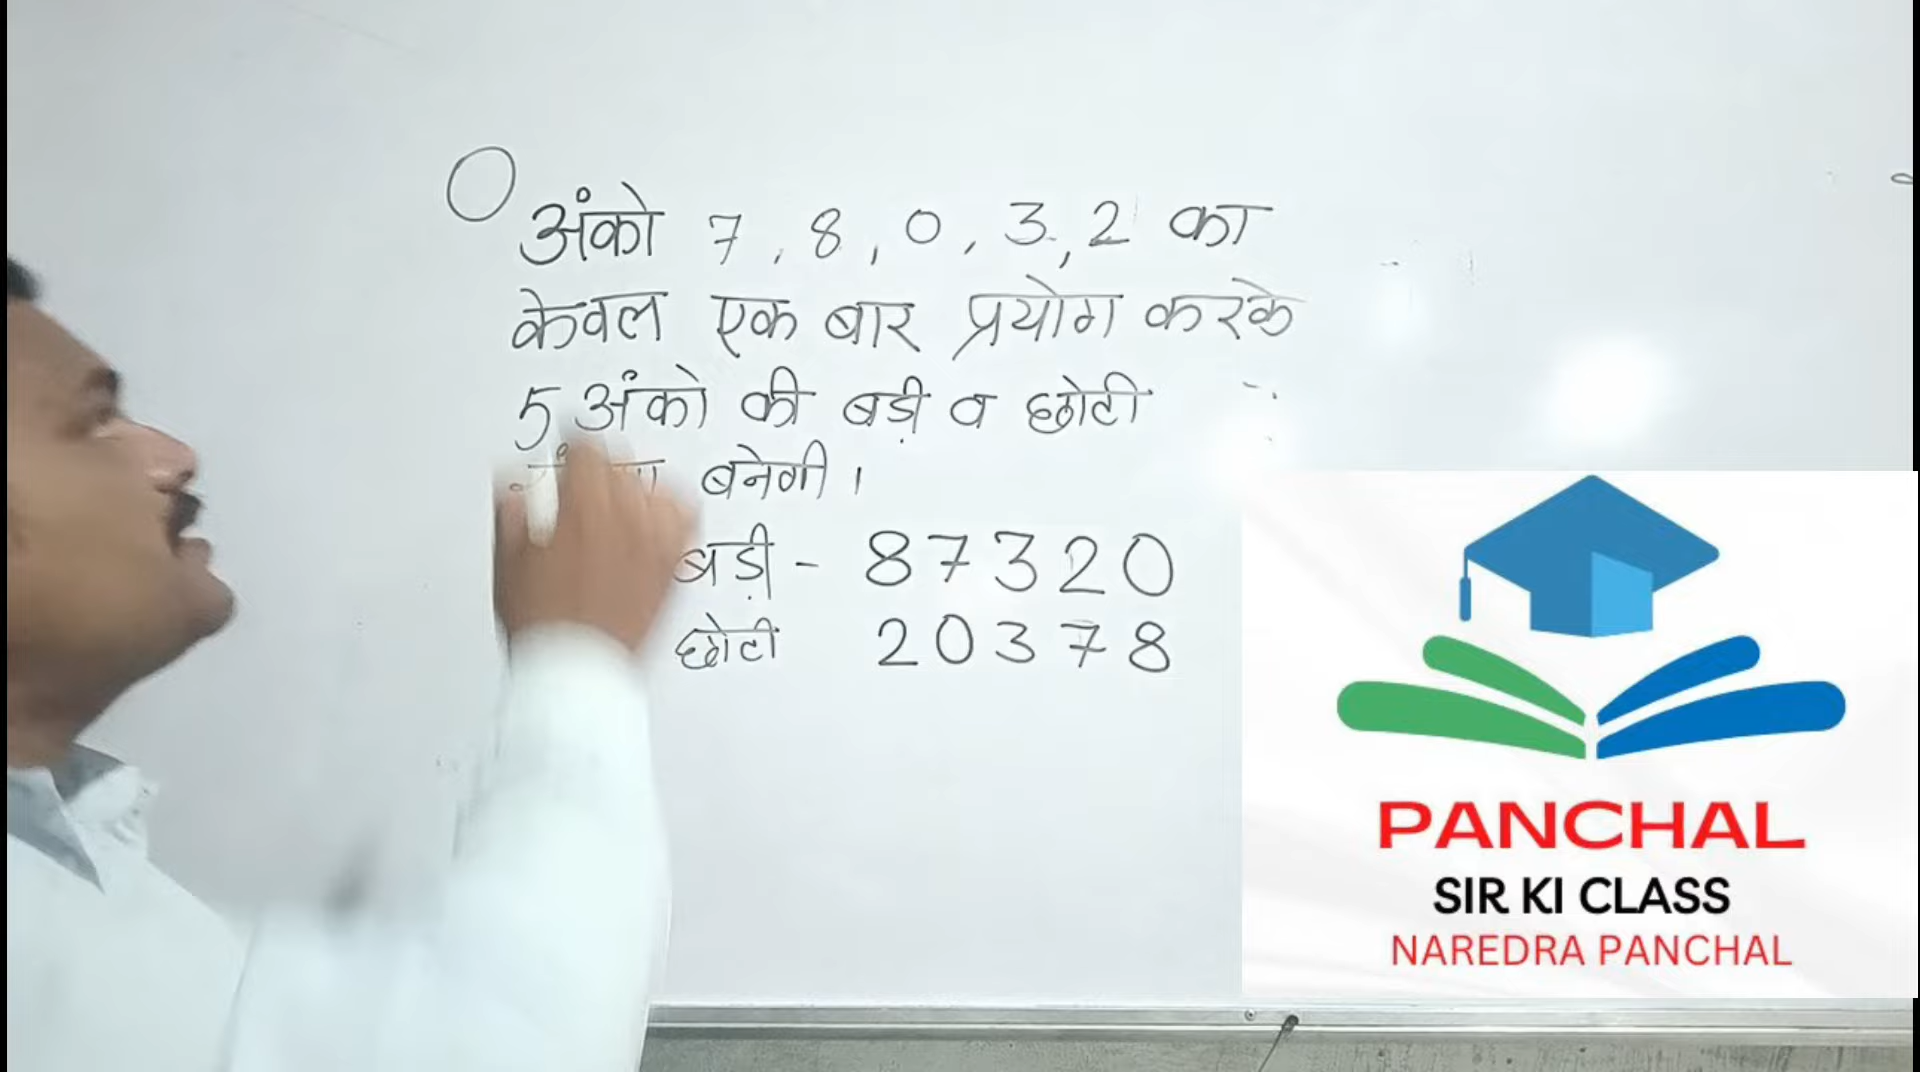 अंको 7, 8, 0, 3, 2 का
केवल एक बार प्रयोग करके
5 अंको की बड़ी व छोटी
बनेगी ।
बड़ी - 87320
छोटी 20378
PANCHAL
SIR KI CLASS
NAREDRA PANCHAL